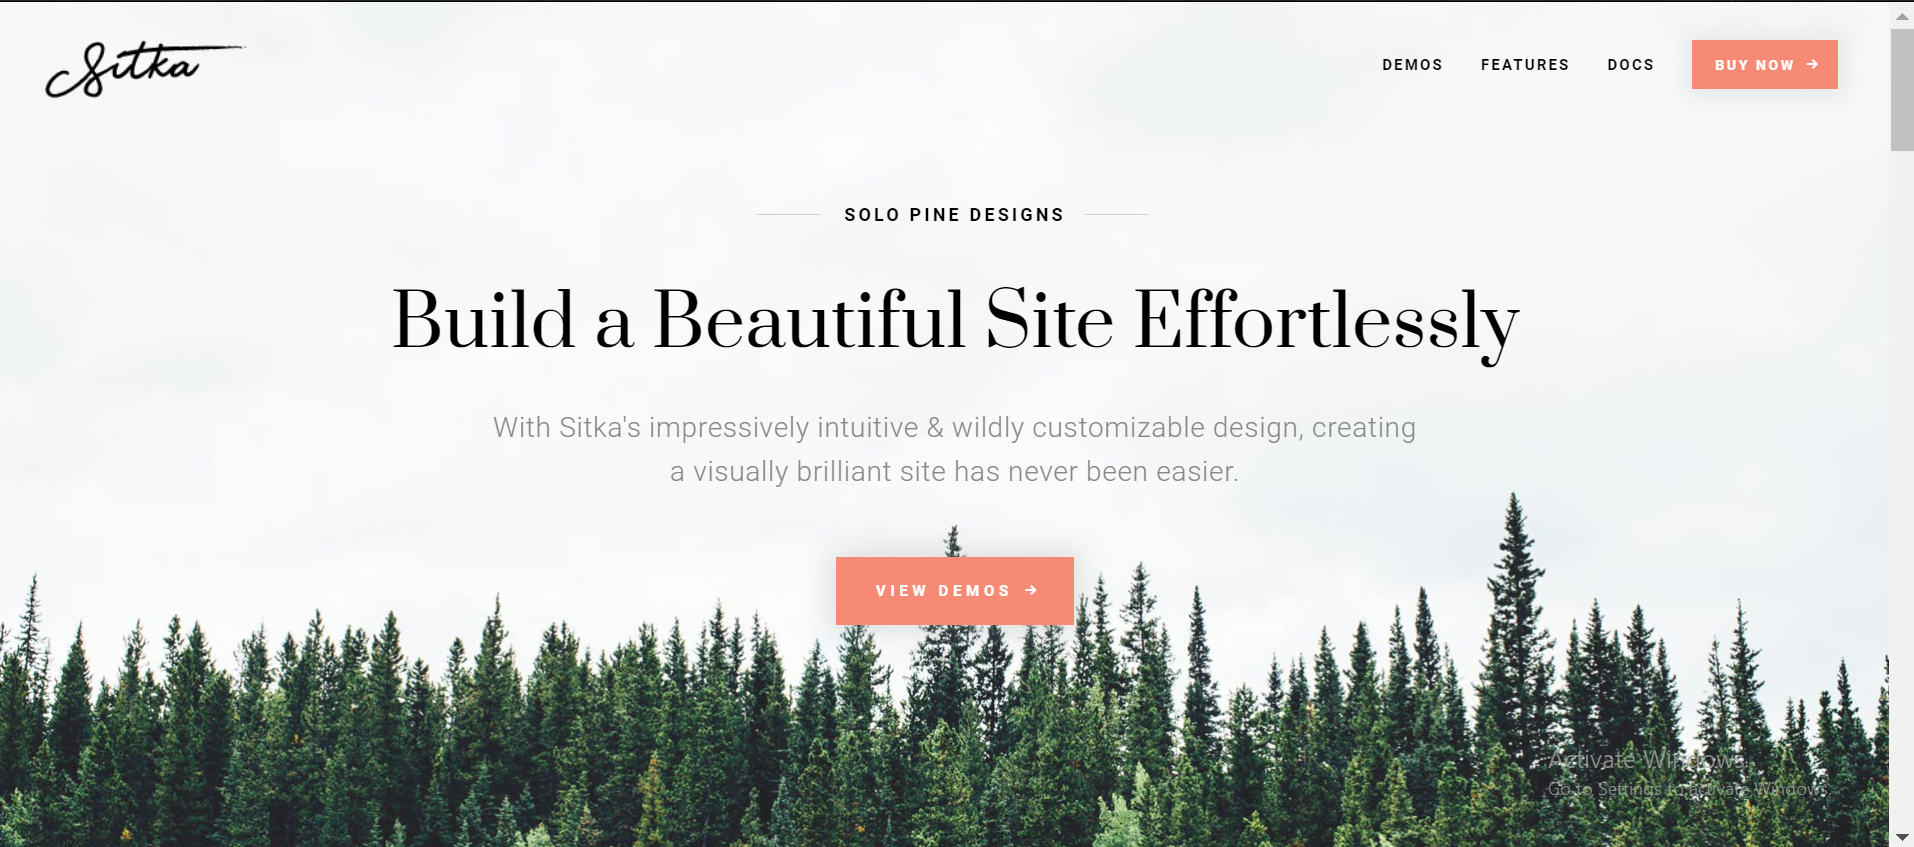 Sitka
DEMOS FEATURES DOCS BUY NOW →
SOLO PINE DESIGNS
Build a Beautiful Site Effortlessly
With Sitka's impressively intuitive & wildly customizable design, creating
a visually brilliant site has never been easier.
VIEW DEMOS →
Activate Windows
Go to Settings to activate Windows.